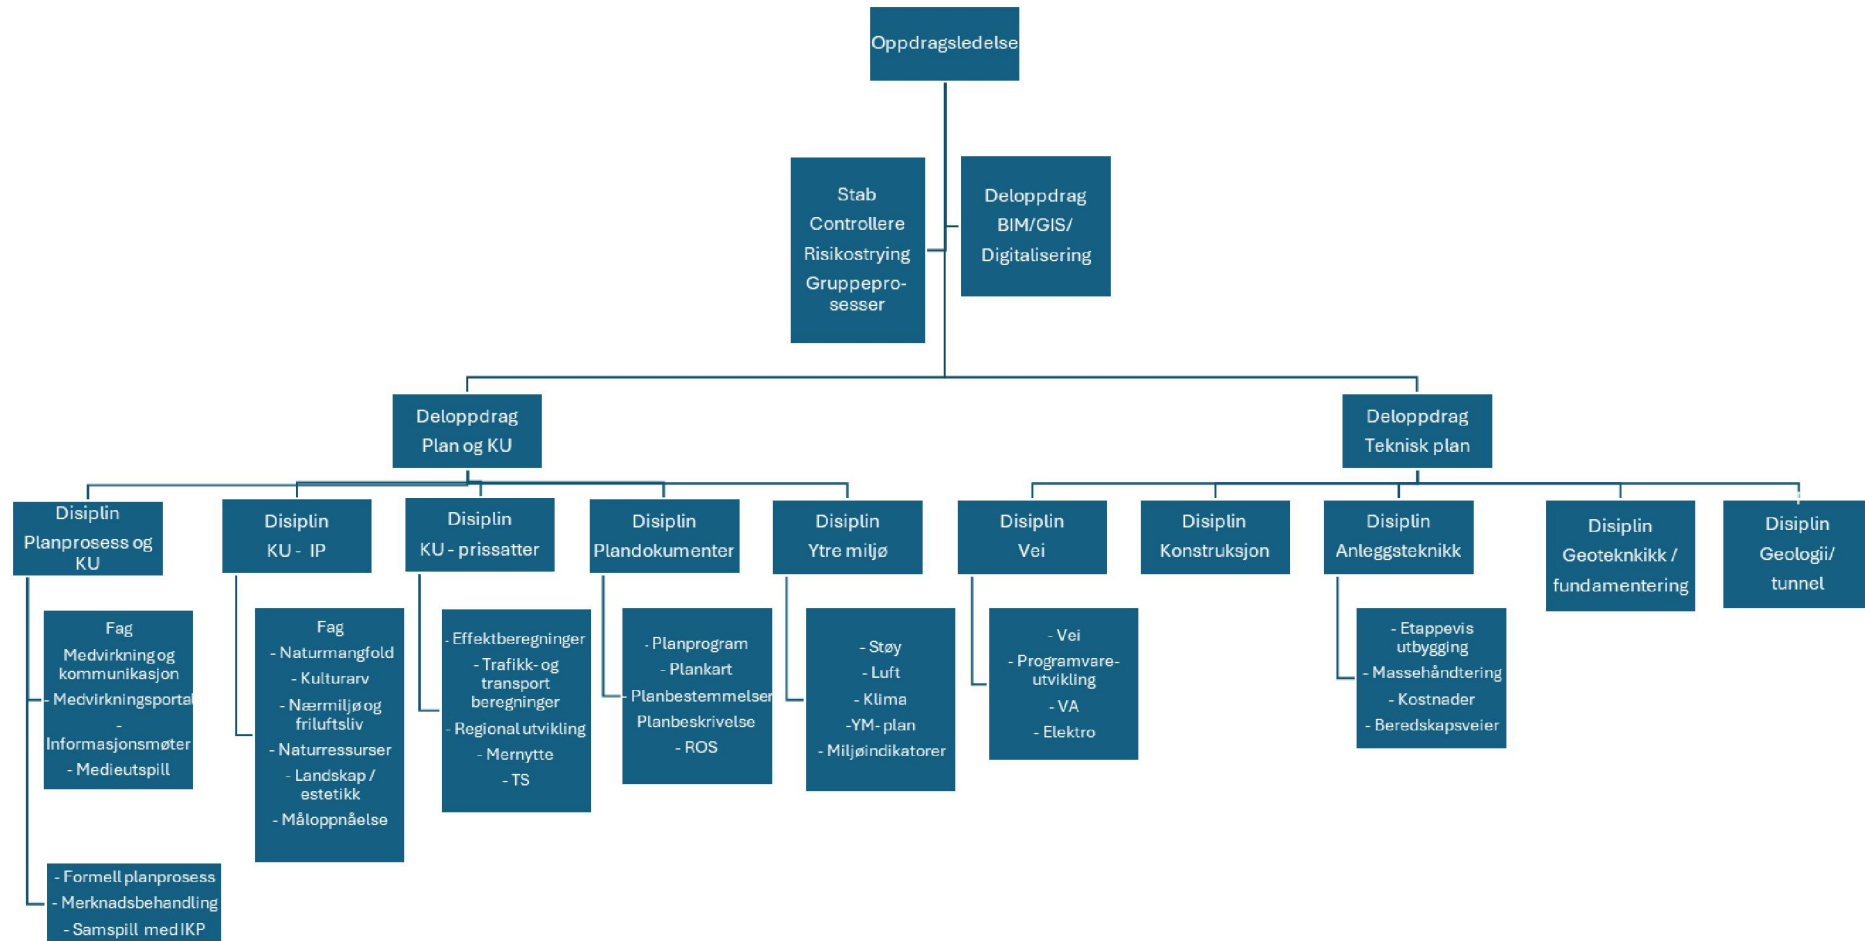 Oppdragsledelse
Stab
Controllere
Risikostrying
Gruppepro-
sesser
Deloppdrag
BIM/GIS/
Digitalisering
Deloppdrag
Plan og KU
Deloppdrag
Teknisk plan
Disiplin
Planprosess og
KU
Disiplin
KU - IP
Disiplin
KU - prissatter
Disiplin
Plandokumenter
Disiplin
Ytre miljø
Disiplin
Vei
Disiplin
Konstruksjon
Disiplin
Anleggsteknikk
Disiplin
Geoteknkikk /
fundamentering
Disiplin
Geologii/
tunnel
Fag
Medvirkning og
kommunikasjon
- Medvirkningsportal
-
Informasjonsmøter
- Medieutspill
- Formell planprosess
- Merknadsbehandling
- Samspill med IKP
Fag
- Naturmangfold
- Kulturarv
- Nærmiljø og
friluftsliv
- Naturressurser
- Landskap /
estetikk
- Måloppnåelse
- Effektberegninger
- Trafikk- og
transport
beregninger
- Regional utvikling
- Mernytte
- TS
- Planprogram
- Plankart
- Planbestemmelser
Planbeskrivelse
- ROS
- Støy
- Luft
- Klima
-YM- plan
- Miljøindikatorer
- Vei
- Programvare-
utvikling
- VA
- Elektro
- Etappevis
utbygging
- Massehåndtering
- Kostnader
- Beredskapsveier